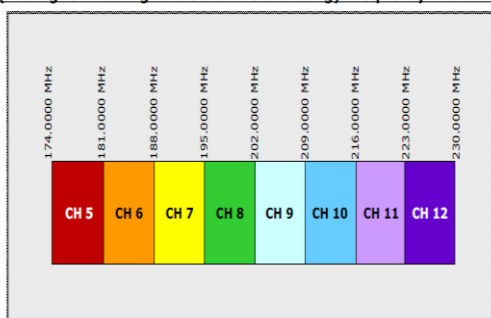 174.0000 MHz
181.0000 MHz
188.0000 MHz
195.0000 MHz
202.0000 MHz
209.0000 MHz
216.0000 MHz
223.0000 MHz
230.0000 MHz
CH 5
CH 6
CH 7
CH 8
CH 9
CH 10
CH 11
CH 12